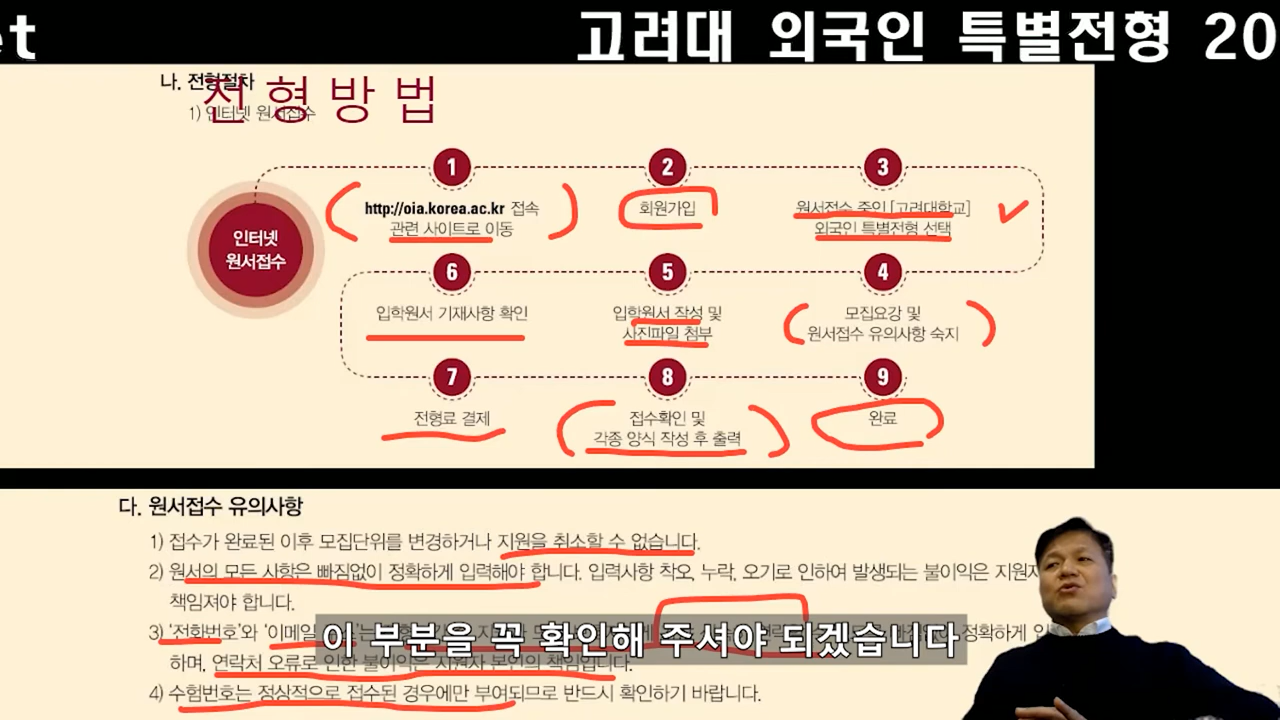 et 고려대 외국인 특별전형 20
나. 전형절차
전형방법
1) 인터넷 원서접수
인터넷
원서접수
1
http://oia.korea.ac.kr 접속
관련 사이트로 이동
2
회원가입
3
원서접수 중인 [고려대학교]
외국인 특별전형 선택
4
모집요강 및
원서접수 유의사항 숙지
5
입학원서 작성 및
사진파일 첨부
6
입학원서 기재사항 확인
7
전형료 결제
8
접수확인 및
각종 양식 작성 후 출력
9
완료
다. 원서접수 유의사항
1) 접수가 완료된 이후 모집단위를 변경하거나 지원을 취소할 수 없습니다.
2) 원서의 모든 사항은 빠짐없이 정확하게 입력해야 합니다. 입력사항 착오, 누락, 오기로 인하여 발생되는 불이익은 지원자
책임져야 합니다.
3) '전화번호'와 '이메일 정확하게 입
하며, 연락처 오류로 인한 불이익은 지원자 본인의 책임입니다.
4) 수험번호는 정상적으로 접수된 경우에만 부여되므로 반드시 확인하기 바랍니다.
이 부분을 꼭 확인해 주셔야 되겠습니다